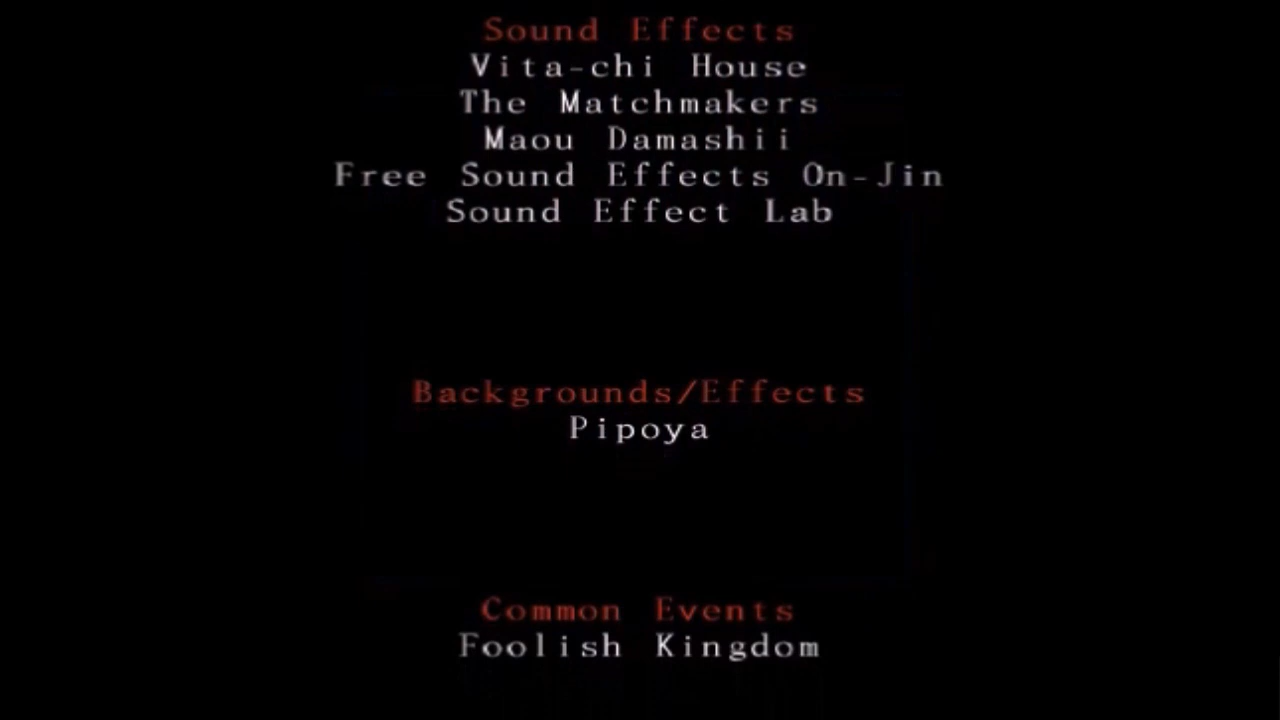 Sound Effects
Vita-chi House
The Matchmakers
Maou Damashii
Free Sound Effects On-Jin
Sound Effect Lab
Backgrounds/Effects
Pipoya
Common Events
Foolish Kingdom